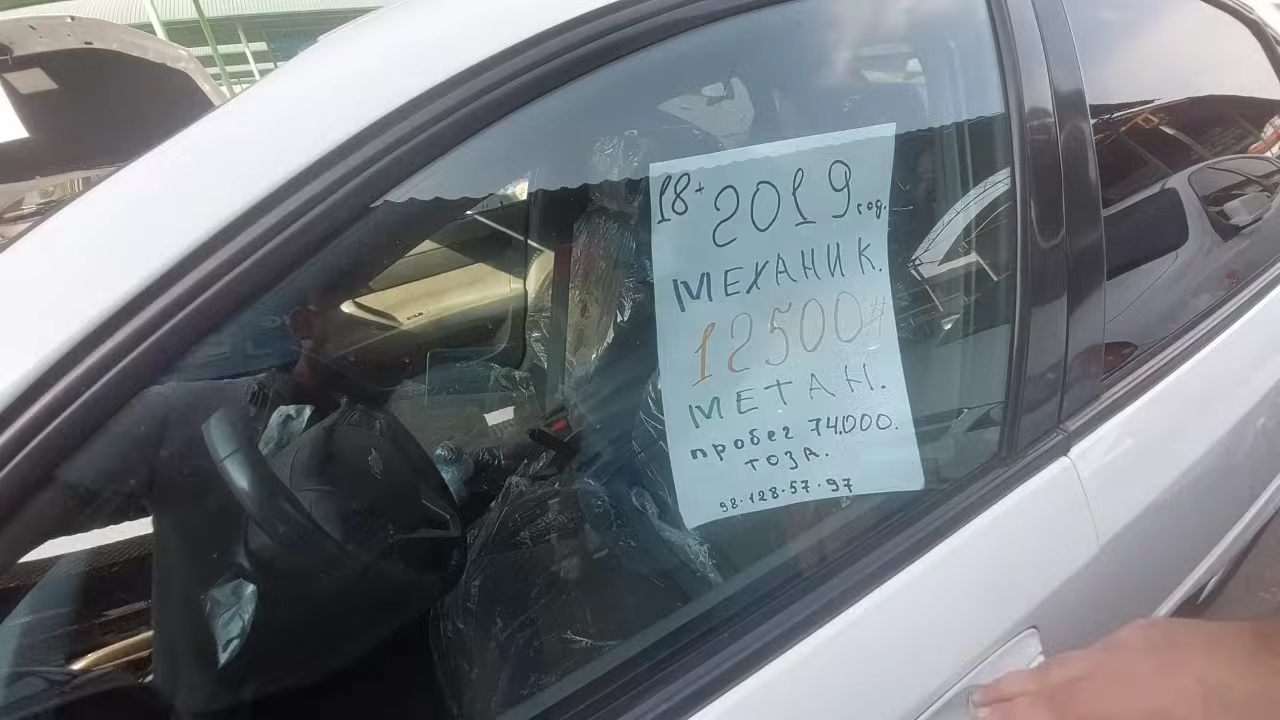 18+ 2019 год.
МЕХАНИК.
12500#
МЕТАН.
пробег 74.000.
ТОЗА.
98·128·57·97